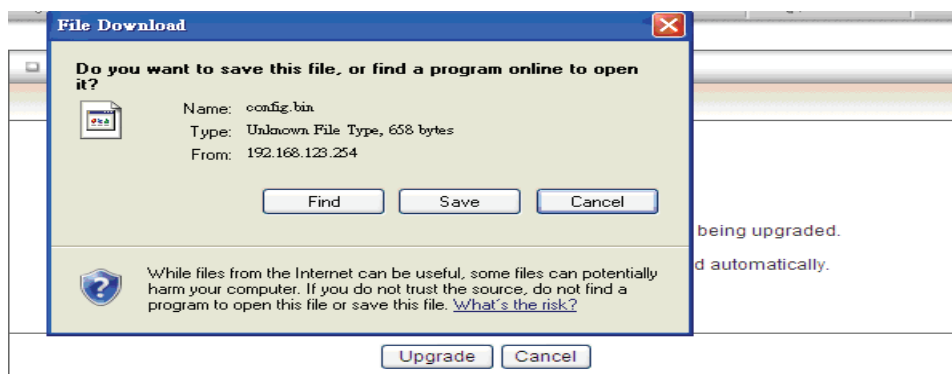 File Download
Do you want to save this file, or find a program online to open
it?
Name: config.bin
Type: Unknown File Type, 658 bytes
From: 192.168.123.254
Find Save Cancel
being upgraded.
d automatically.
While files from the Internet can be useful, some files can potentially
harm your computer. If you do not trust the source, do not find a
program to open this file or save this file. What's the risk?
Upgrade Cancel